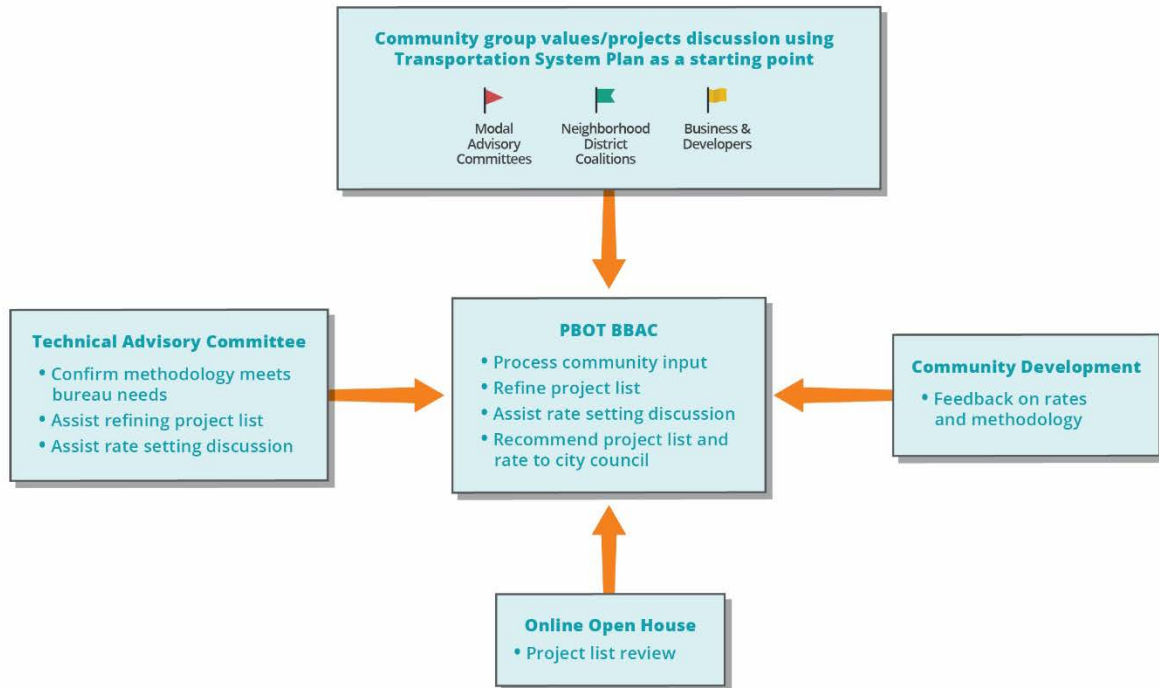 Community group values/projects discussion using
Transportation System Plan as a starting point
Modal
Advisory
Committees
Neighborhood
District
Coalitions
Business &
Developers
Technical Advisory Committee
• Confirm methodology meets
bureau needs
• Assist refining project list
• Assist rate setting discussion
PBOT BBAC
• Process community input
• Refine project list
• Assist rate setting discussion
• Recommend project list and
rate to city council
Community Development
• Feedback on rates
and methodology
Online Open House
• Project list review